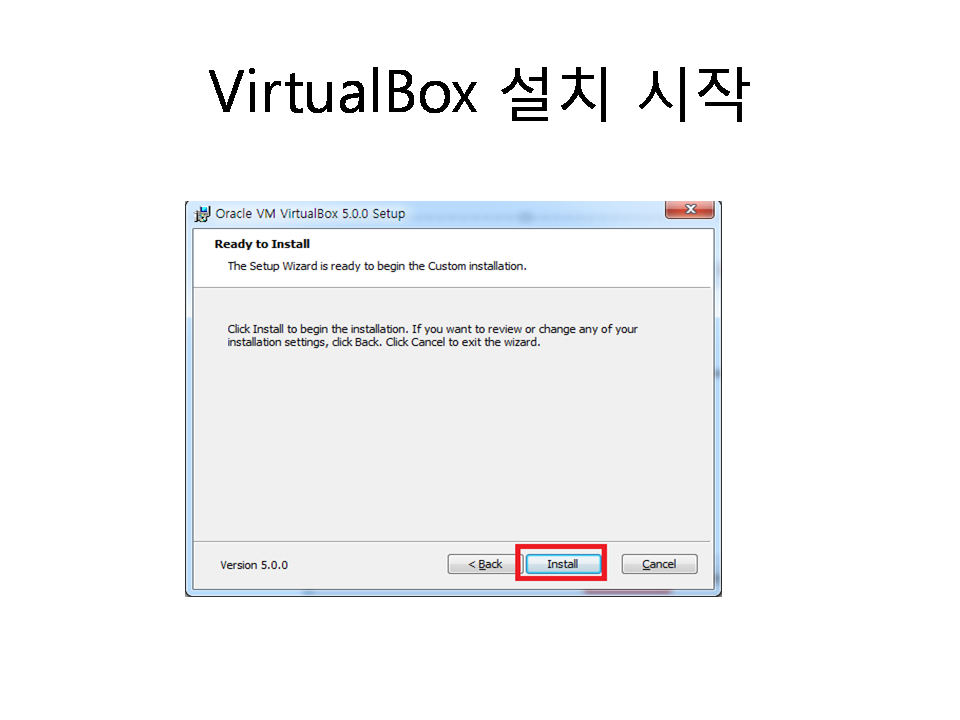 VirtualBox 설치 시작
Oracle VM VirtualBox 5.0.0 Setup
Ready to Install
The Setup Wizard is ready to begin the Custom installation.
Click Install to begin the installation. If you want to review or change any of your
installation settings, click Back. Click Cancel to exit the wizard.
Version 5.0.0
< Back
Install
Cancel